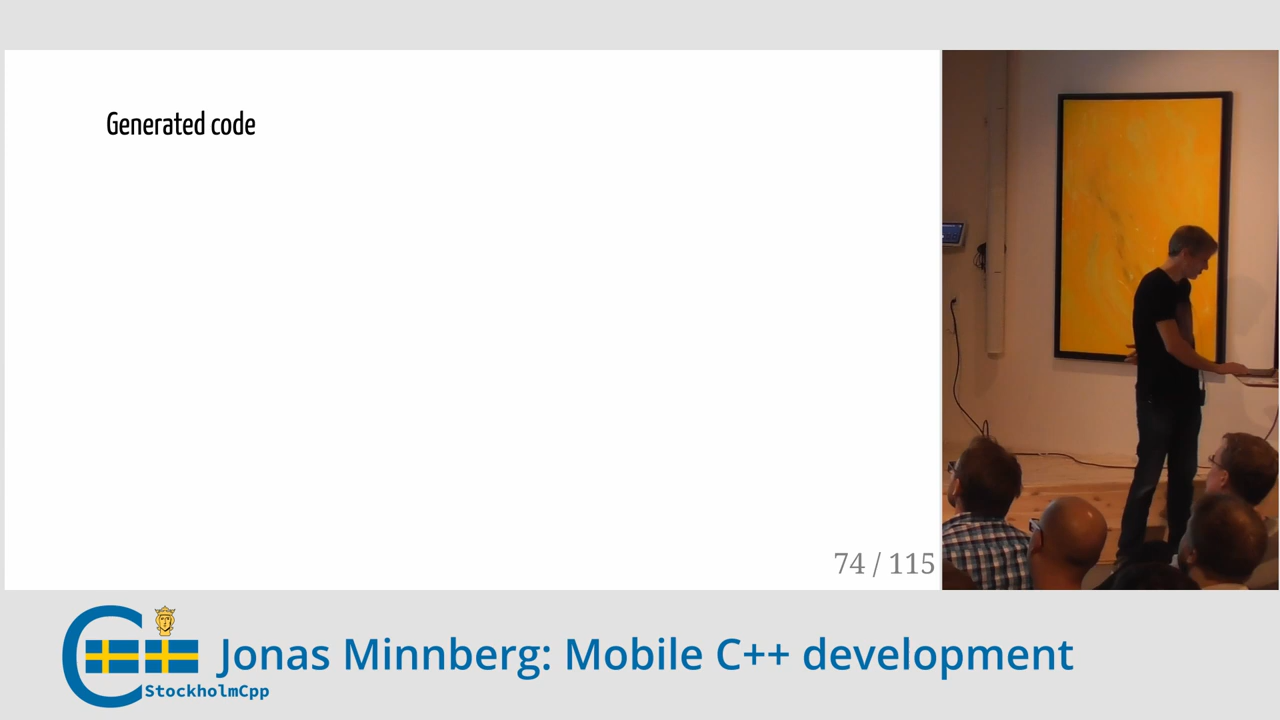 Generated code
74 / 115
Jonas Minnberg: Mobile C++ development
StockholmCpp